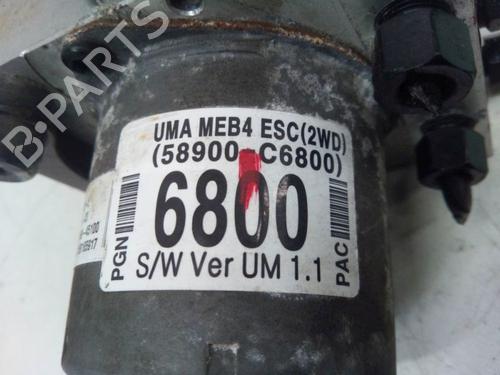 B-PARTS
UMA MEB4 ESC(2WD)
(58900-C6800)
6800
S/W Ver UM 1.1
PGN
PAC